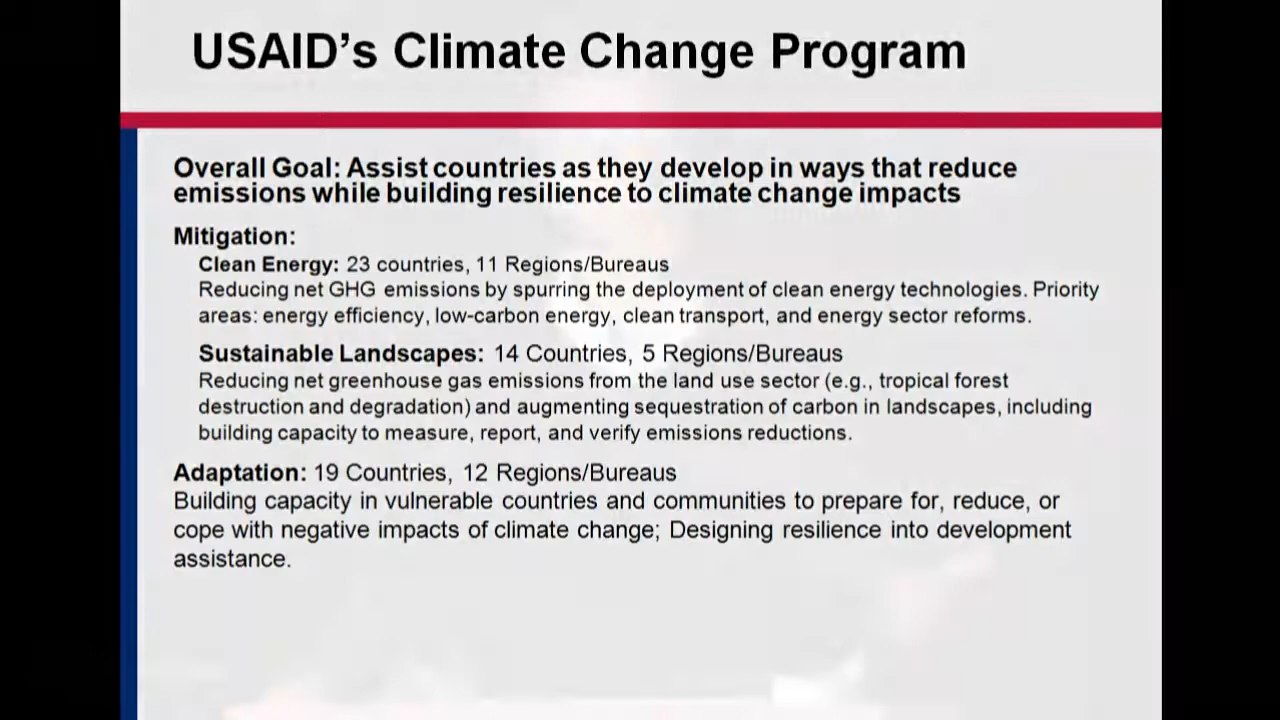 USAID’s Climate Change Program
Overall Goal: Assist countries as they develop in ways that reduce
emissions while building resilience to climate change impacts
Mitigation:
Clean Energy: 23 countries, 11 Regions/Bureaus
Reducing net GHG emissions by spurring the deployment of clean energy technologies. Priority
areas: energy efficiency, low-carbon energy, clean transport, and energy sector reforms.
Sustainable Landscapes: 14 Countries, 5 Regions/Bureaus
Reducing net greenhouse gas emissions from the land use sector (e.g., tropical forest
destruction and degradation) and augmenting sequestration of carbon in landscapes, including
building capacity to measure, report, and verify emissions reductions.
Adaptation: 19 Countries, 12 Regions/Bureaus
Building capacity in vulnerable countries and communities to prepare for, reduce, or
cope with negative impacts of climate change; Designing resilience into development
assistance.